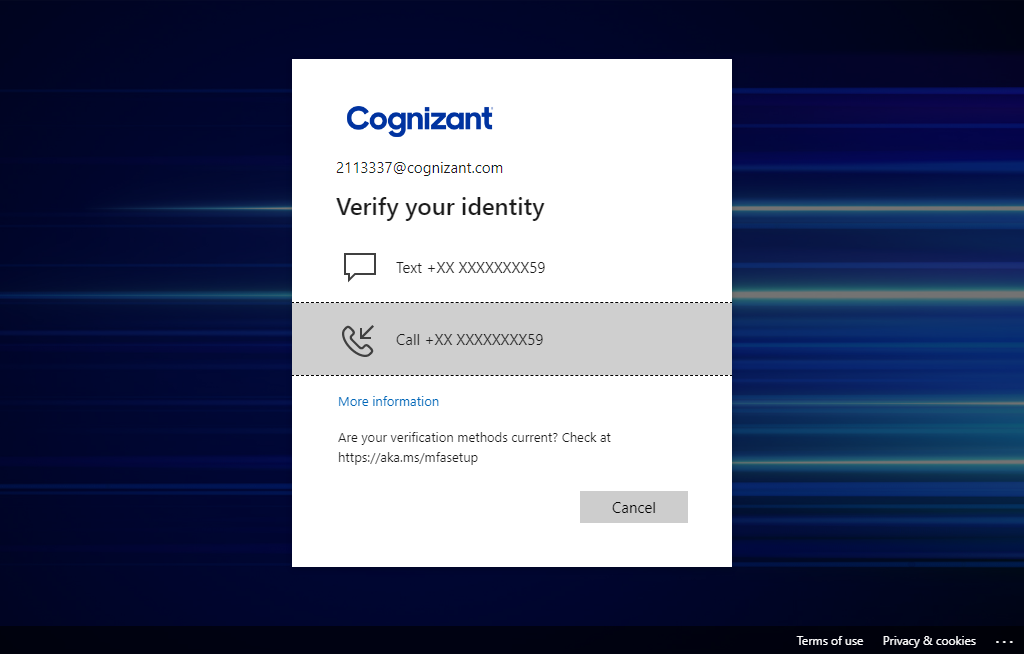 Cognizant
2113337@cognizant.com
Verify your identity
Text +XX XXXXXXXX59
Call +XX XXXXXXXX59
More information
Are your verification methods current? Check at
https://aka.ms/mfasetup
Cancel
Terms of use Privacy & cookies ...